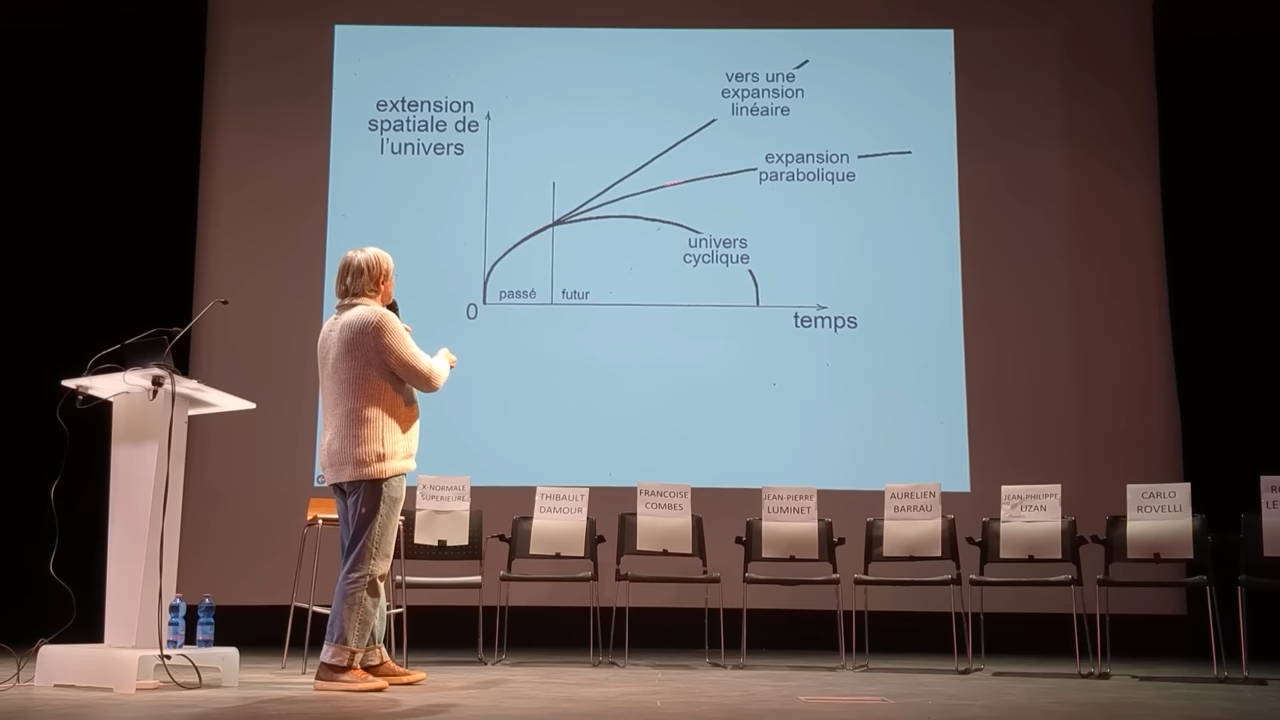 vers une
expansion
linéaire
extension
spatiale de
l'univers
expansion
parabolique
univers
cyclique
passé
futur
0
temps
X-NORMALE
SUPERIEURE
THIBAULT
DAMOUR
FRANCOISE
COMBES
JEAN-PIERRE
LUMINET
AURELIEN
BARRAU
JEAN-PHILIPPE
UZAN
CARLO
ROVELLI